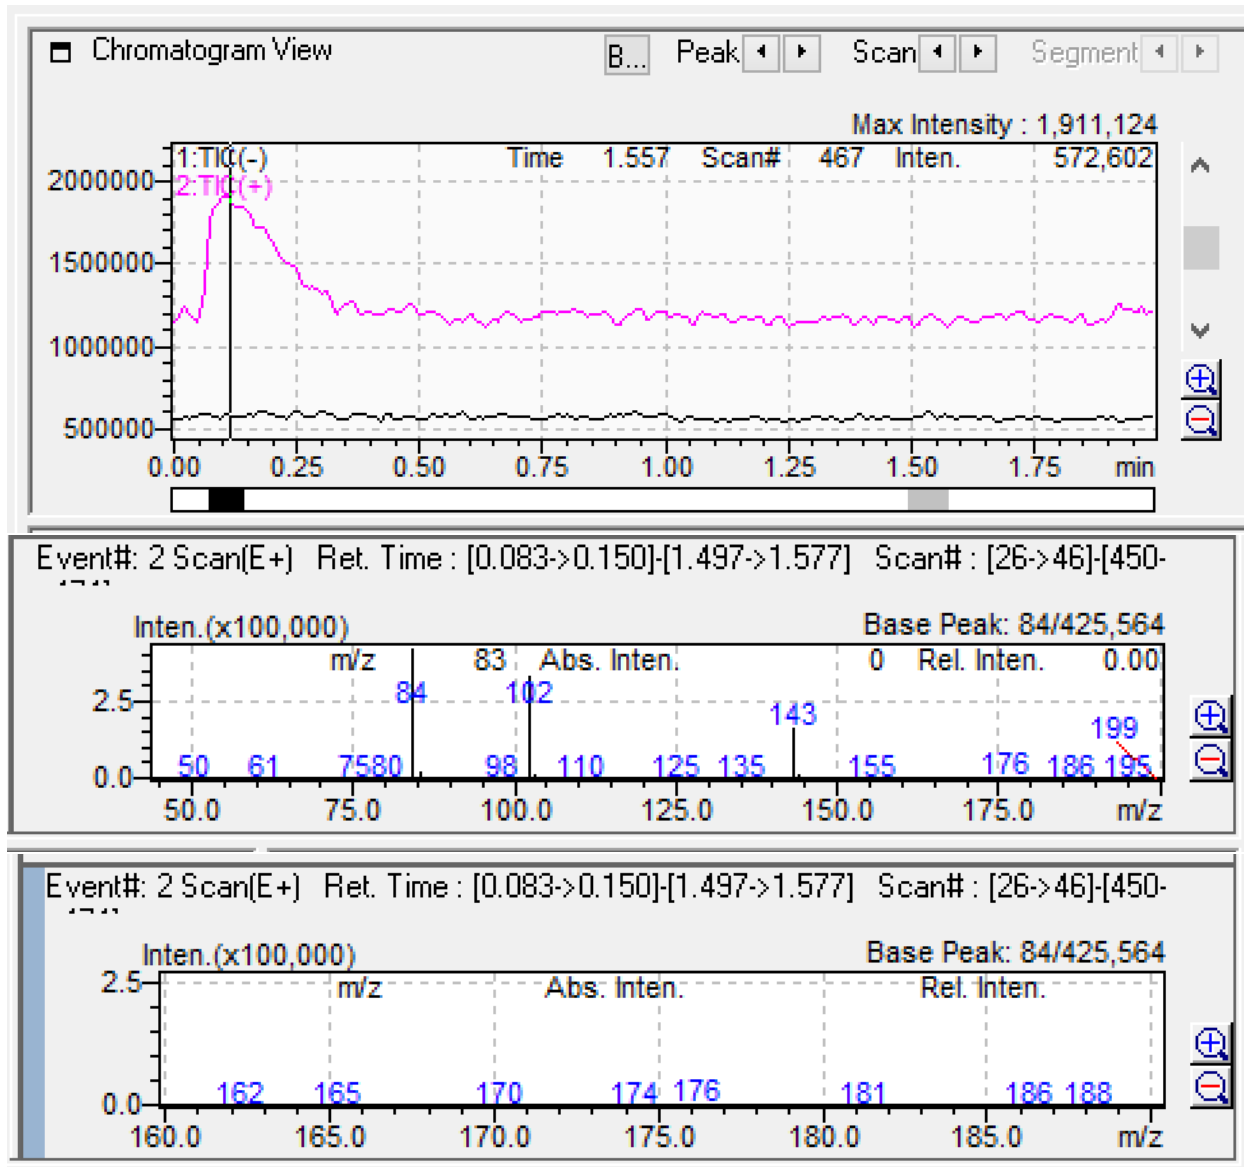 Chromatogram View B... Peak Scan Segment
Max Intensity : 1,911,124
1:TIC(-) Time 1.557 Scan# 467 Inten. 572,602
2:TIC(+)
2000000
1500000
1000000
500000
0.00 0.25 0.50 0.75 1.00 1.25 1.50 1.75 min
Event#: 2 Scan(E+) Ret. Time : [0.083->0.150]-[1.497->1.577] Scan# : [26->46]-[450-
Inten.(x100,000) Base Peak: 84/425,564
m/z 83 Abs. Inten. 0 Rel. Inten. 0.00
2.5
84 102 143 199
50 61 75 80 98 110 125 135 155 176 186 195
0.0
50.0 75.0 100.0 125.0 150.0 175.0 m/z
Event#: 2 Scan(E+) Ret. Time : [0.083->0.150]-[1.497->1.577] Scan# : [26->46]-[450-
Inten.(x100,000) Base Peak: 84/425,564
2.5
m/z Abs. Inten. Rel. Inten.
162 165 170 174 176 181 186 188
0.0
160.0 165.0 170.0 175.0 180.0 185.0 m/z